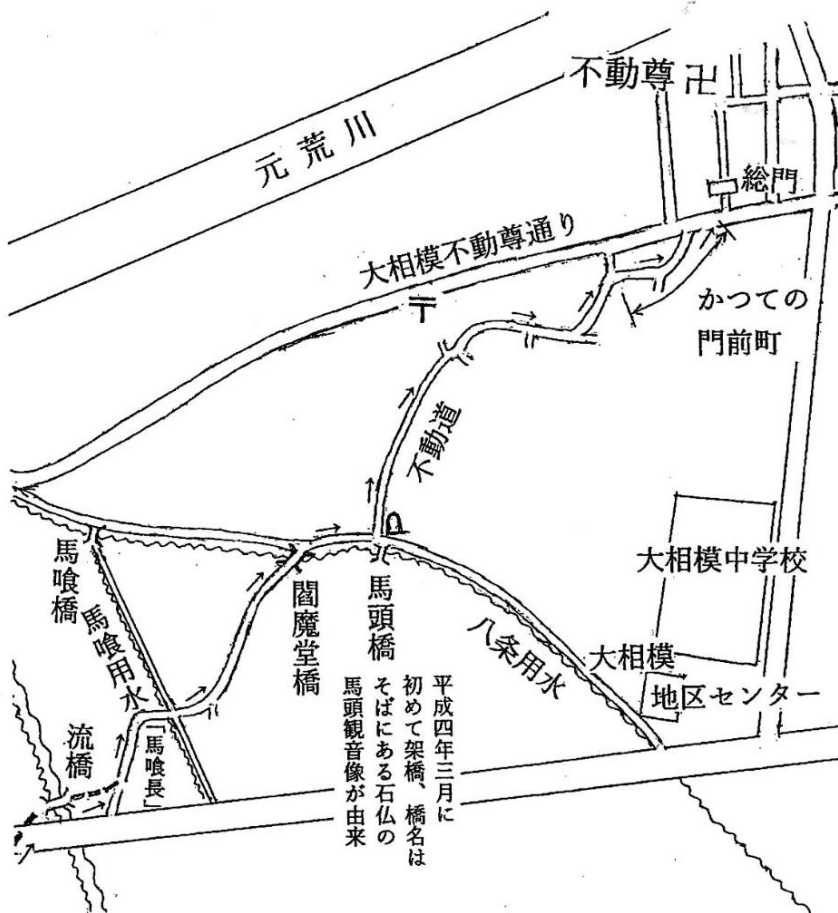 不動尊卍
元荒川
総門
大相模不動尊通り
〒
かつての
門前町
不動道
大相模中学校
馬喰橋
馬喰用水
閻魔堂橋
馬頭橋
八条用水
大相模
地区センター
流橋
「馬喰長」
平成四年三月に
初めて架橋、橋名は
そばにある石仏の
馬頭観音像が由来